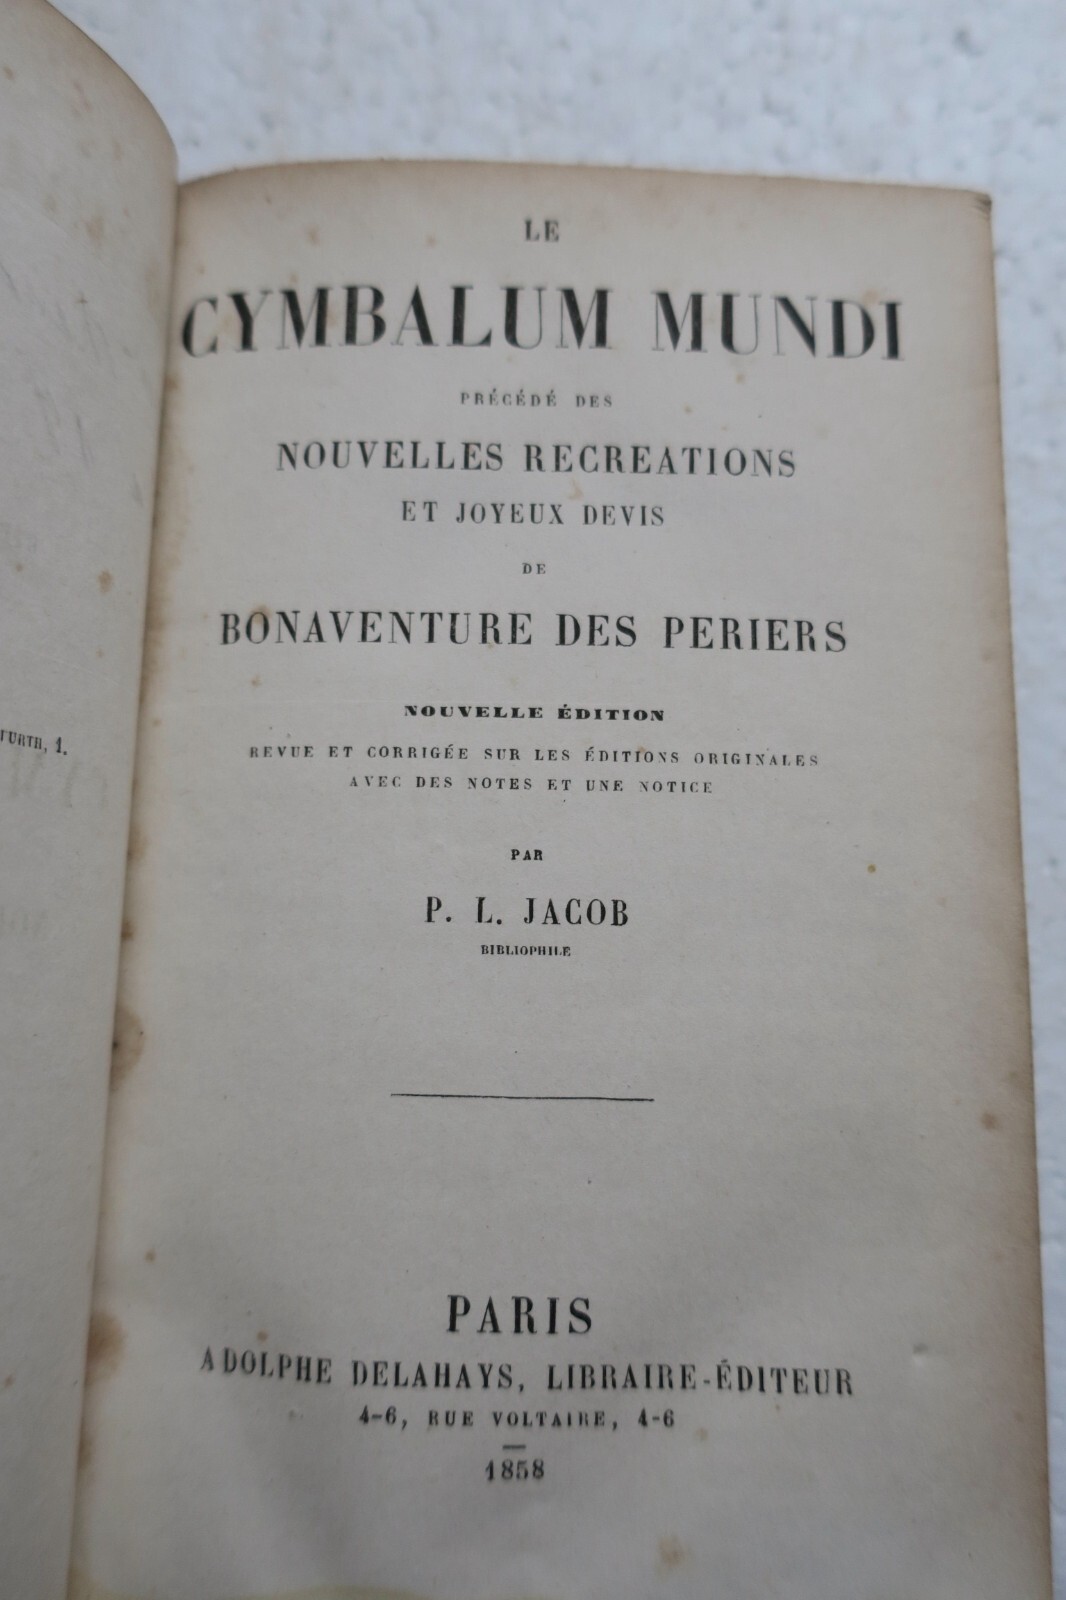 LE
CYMBALUM MUNDI
PRÉCÉDÉ DES
NOUVELLES RECREATIONS
ET JOYEUX DEVIS
DE
BONAVENTURE DES PERIERS
NOUVELLE ÉDITION
REVUE ET CORRIGÉE SUR LES ÉDITIONS ORIGINALES
AVEC DES NOTES ET UNE NOTICE
PAR
P. L. JACOB
BIBLIOPHILE
PARIS
ADOLPHE DELAHAYS, LIBRAIRE-ÉDITEUR
4-6, RUE VOLTAIRE, 4-6
1858